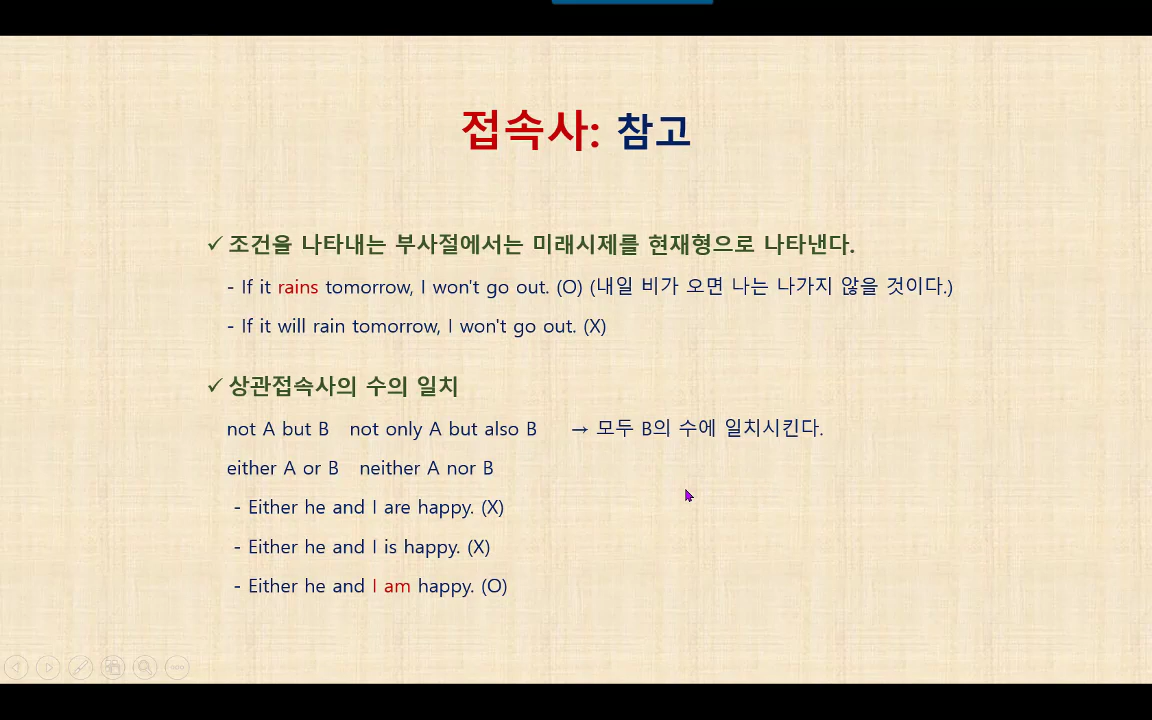 접속사: 참고
✓ 조건을 나타내는 부사절에서는 미래시제를 현재형으로 나타낸다.
- If it rains tomorrow, I won't go out. (O) (내일 비가 오면 나는 나가지 않을 것이다.)
- If it will rain tomorrow, I won't go out. (X)
✓ 상관접속사의 수의 일치
not A but B   not only A but also B   → 모두 B의 수에 일치시킨다.
either A or B   neither A nor B
- Either he and I are happy. (X)
- Either he and I is happy. (X)
- Either he and I am happy. (O)